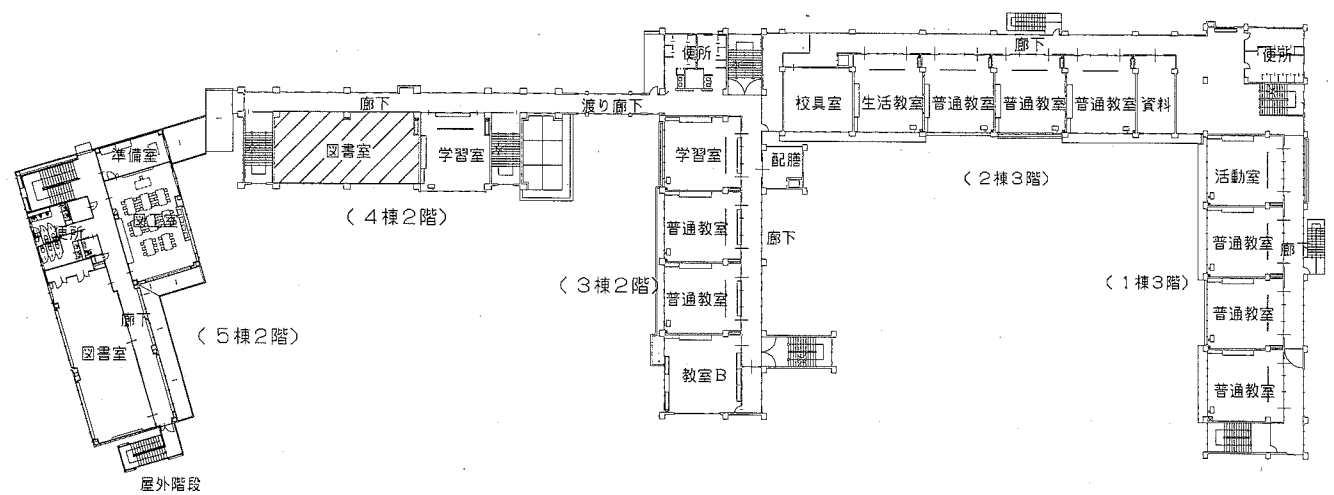 廊下
便所
廊下
便所
廊下
渡り廊下
校具室
生活教室
普通教室
普通教室
普通教室
資料
準備室
図書室
学習室
学習室
配膳
(2棟3階)
活動室
(4棟2階)
便所
普通教室
廊下
普通教室
廊
(3棟2階)
普通教室
(1棟3階)
普通教室
廊下
(5棟2階)
図書室
教室B
普通教室
屋外階段